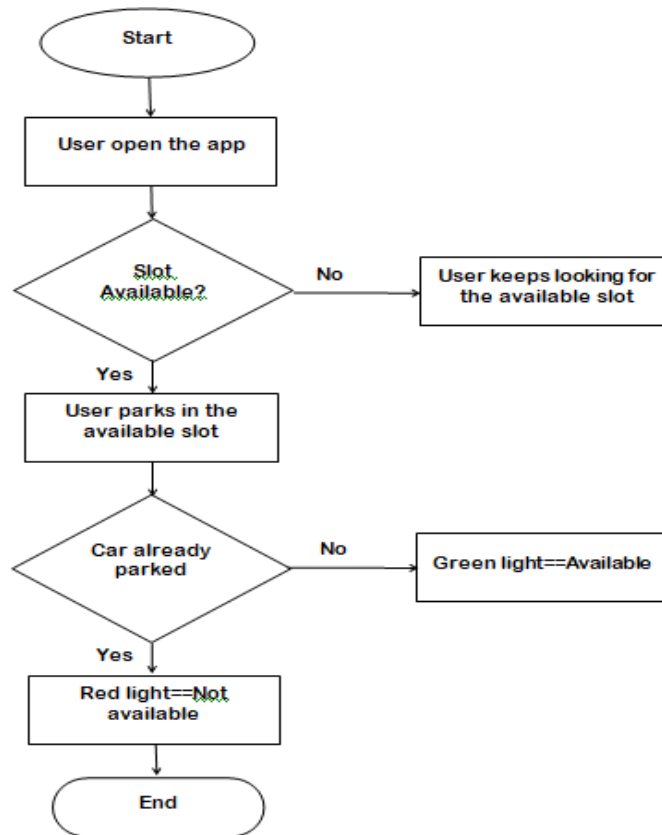 Start
User open the app
Slot
Available?
No
User keeps looking for
the available slot
Yes
User parks in the
available slot
Car already
parked
No
Green light==Available
Yes
Red light==Not
available
End